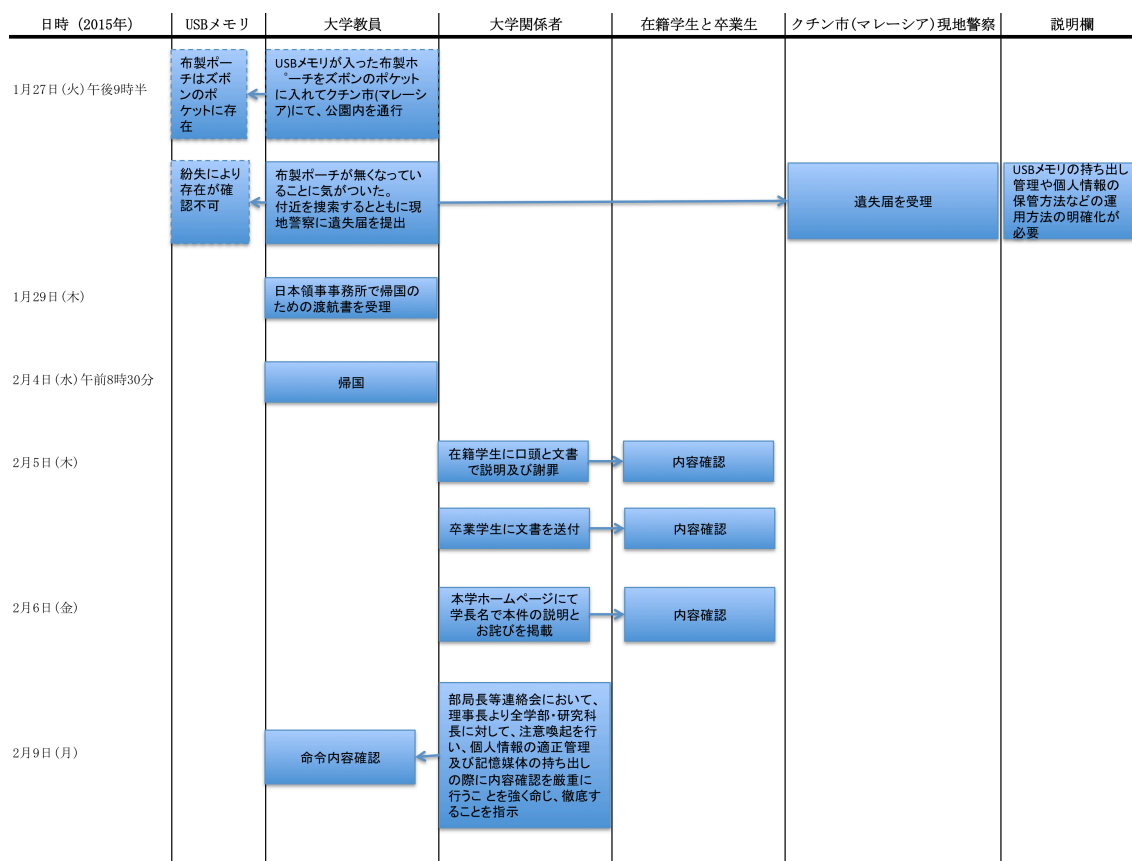 日時（2015年）
USBメモリ
大学教員
大学関係者
在籍学生と卒業生
クチン市(マレーシア)現地警察
説明欄
1月27日(火)午後9時半
布製ポー
チはズボ
ンのポ
ケットに存
在
USBメモリが入った布製ホ
゜ーチをズボンのポケット
に入れてクチン市(マレーシ
ア)にて、公園内を通行
紛失により
存在が確
認不可
布製ポーチが無くなってい
ることに気がついた。
付近を捜索するとともに現
地警察に遺失届を提出
遺失届を受理
USBメモリの持ち出し
管理や個人情報の
保管方法などの運
用方法の明確化が
必要
1月29日(木)
日本領事事務所で帰国の
ための渡航書を受理
2月4日(水)午前8時30分
帰国
2月5日(木)
在籍学生に口頭と文書
で説明及び謝罪
内容確認
卒業学生に文書を送付
内容確認
2月6日(金)
本学ホームページにて
学長名で本件の説明と
お詫びを掲載
内容確認
2月9日(月)
命令内容確認
部局長等連絡会において、
理事長より全学部・研究科
長に対して、注意喚起を行
い、個人情報の適正管理
及び記憶媒体の持ち出し
の際に内容確認を厳重に
行うこ とを強く命じ、徹底す
ることを指示